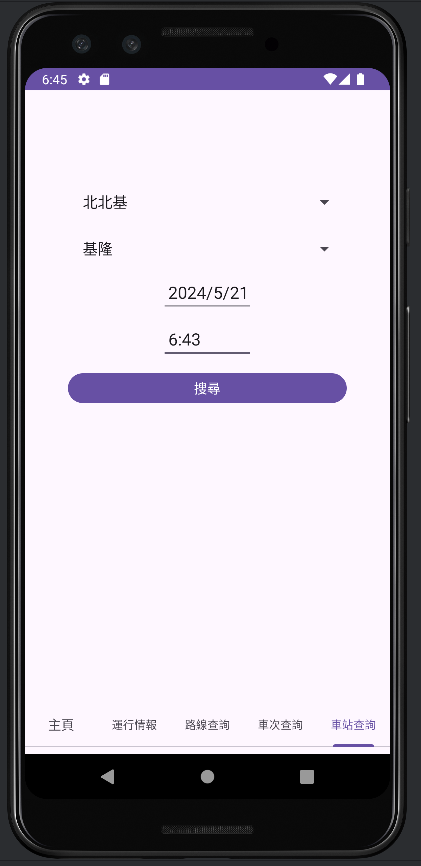 6:45
北北基
基隆
2024/5/21
6:43
搜尋
主頁 運行情報 路線查詢 車次查詢 車站查詢